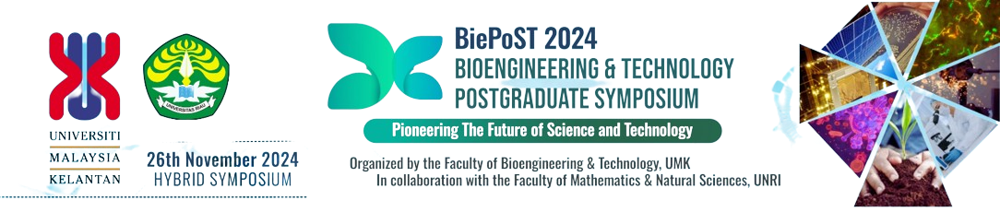 UNIVERSITI
MALAYSIA
KELANTAN
UNIVERSITAS RIAU
26th November 2024
HYBRID SYMPOSIUM
BiePoST 2024
BIOENGINEERING & TECHNOLOGY
POSTGRADUATE SYMPOSIUM
Pioneering The Future of Science and Technology
Organized by the Faculty of Bioengineering & Technology, UMK
In collaboration with the Faculty of Mathematics & Natural Sciences, UNRI